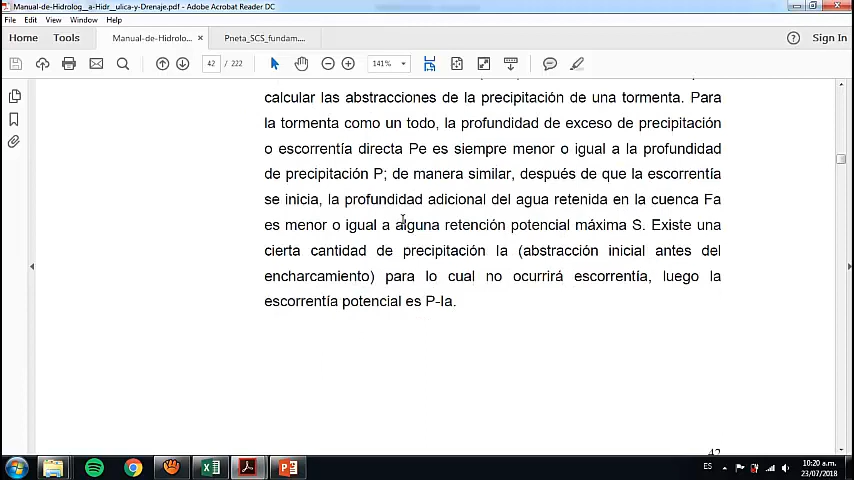 Manual-de-Hidrolog__a-Hidr__ulica-y-Drenaje.pdf - Adobe Acrobat Reader DC
File Edit View Window Help
Home Tools Manual-de-Hidrolo... × Pneta_SCS_fundam.... Sign In
42 / 222 141%
calcular las abstracciones de la precipitación de una tormenta. Para
la tormenta como un todo, la profundidad de exceso de precipitación
o escorrentía directa Pe es siempre menor o igual a la profundidad
de precipitación P; de manera similar, después de que la escorrentía
se inicia, la profundidad adicional del agua retenida en la cuenca Fa
es menor o igual a alguna retención potencial máxima S. Existe una
cierta cantidad de precipitación Ia (abstracción inicial antes del
encharcamiento) para lo cual no ocurrirá escorrentía, luego la
escorrentía potencial es P-Ia.
42
ES 10:20 a.m.
23/07/2018